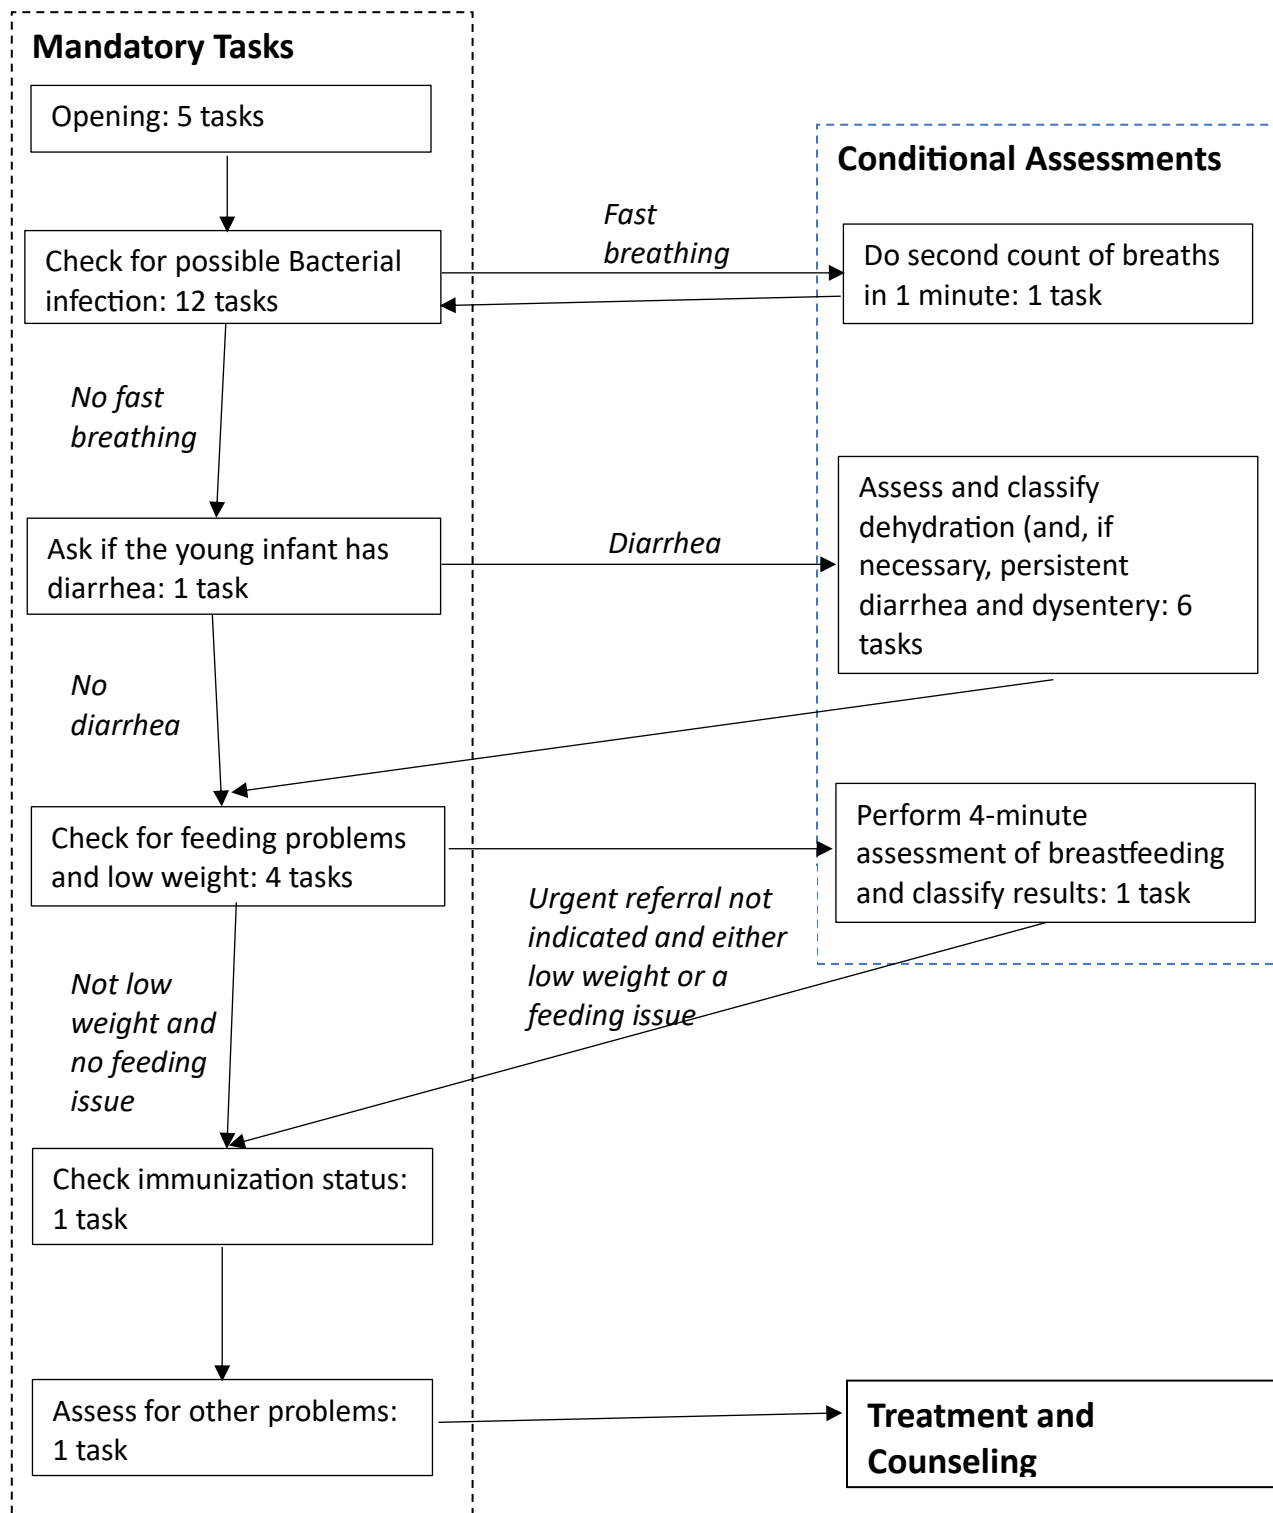 Mandatory Tasks
Opening: 5 tasks
Conditional Assessments
Fast
breathing
Check for possible Bacterial
infection: 12 tasks
Do second count of breaths
in 1 minute: 1 task
No fast
breathing
Ask if the young infant has
diarrhea: 1 task
Diarrhea
Assess and classify
dehydration (and, if
necessary, persistent
diarrhea and dysentery: 6
tasks
No
diarrhea
Check for feeding problems
and low weight: 4 tasks
Perform 4-minute
assessment of breastfeeding
and classify results: 1 task
Urgent referral not
indicated and either
low weight or a
feeding issue
Not low
weight and
no feeding
issue
Check immunization status:
1 task
Assess for other problems:
1 task
Treatment and
Counseling